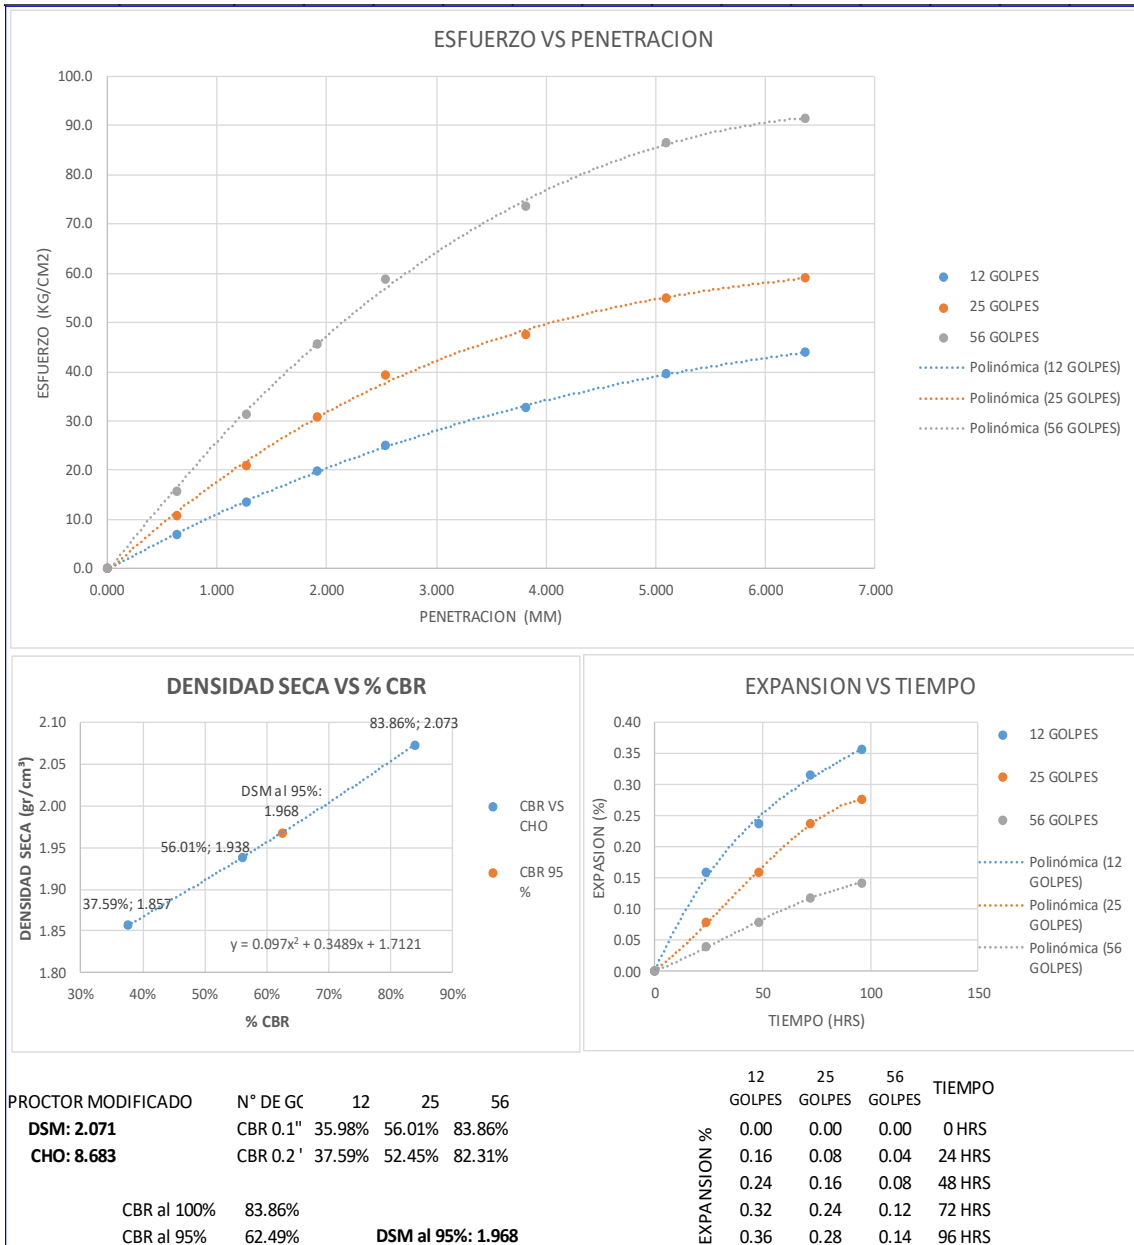 ESFUERZO VS PENETRACION
100.0
90.0
80.0
70.0
60.0
50.0
40.0
30.0
20.0
10.0
0.0
ESFUERZO (KG/CM2)
0.000 1.000 2.000 3.000 4.000 5.000 6.000 7.000
PENETRACION (MM)
12 GOLPES
25 GOLPES
56 GOLPES
Polinómica (12 GOLPES)
Polinómica (25 GOLPES)
Polinómica (56 GOLPES)
DENSIDAD SECA VS % CBR
2.10
2.05
2.00
1.95
1.90
1.85
1.80
DENSIDAD SECA (gr/cm³)
83.86%; 2.073
DSM al 95%:
1.968
56.01%; 1.938
37.59%; 1.857
y = 0.097x² + 0.3489x + 1.7121
30% 40% 50% 60% 70% 80% 90%
% CBR
CBR VS
CHO
CBR 95
%
EXPANSION VS TIEMPO
0.40
0.35
0.30
0.25
0.20
0.15
0.10
0.05
0.00
EXPASION (%)
0 50 100 150
TIEMPO (HRS)
12 GOLPES
25 GOLPES
56 GOLPES
Polinómica (12
GOLPES)
Polinómica (25
GOLPES)
Polinómica (56
GOLPES)
PROCTOR MODIFICADO N° DE GC 12 25 56
DSM: 2.071 CBR 0.1" 35.98% 56.01% 83.86%
CHO: 8.683 CBR 0.2 ' 37.59% 52.45% 82.31%
CBR al 100% 83.86%
CBR al 95% 62.49% DSM al 95%: 1.968
12 25 56
GOLPES GOLPES GOLPES TIEMPO
EXPANSION %
0.00 0.00 0.00 0 HRS
0.16 0.08 0.04 24 HRS
0.24 0.16 0.08 48 HRS
0.32 0.24 0.12 72 HRS
0.36 0.28 0.14 96 HRS